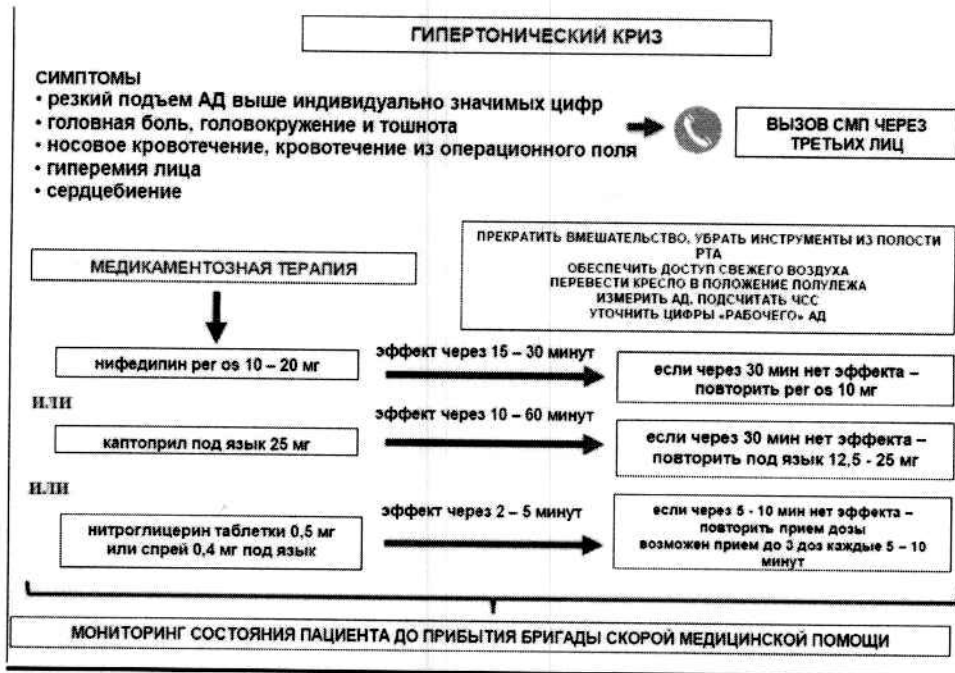 ГИПЕРТОНИЧЕСКИЙ КРИЗ
СИМПТОМЫ
• резкий подъем АД выше индивидуально значимых цифр
• головная боль, головокружение и тошнота
• носовое кровотечение, кровотечение из операционного поля
• гиперемия лица
• сердцебиение
ВЫЗОВ СМП ЧЕРЕЗ
ТРЕТЬИХ ЛИЦ
ПРЕКРАТИТЬ ВМЕШАТЕЛЬСТВО, УБРАТЬ ИНСТРУМЕНТЫ ИЗ ПОЛОСТИ
РТА
ОБЕСПЕЧИТЬ ДОСТУП СВЕЖЕГО ВОЗДУХА
ПЕРЕВЕСТИ КРЕСЛО В ПОЛОЖЕНИЕ ПОЛУЛЕЖА
ИЗМЕРИТЬ АД, ПОДСЧИТАТЬ ЧСС
УТОЧНИТЬ ЦИФРЫ «РАБОЧЕГО» АД
МЕДИКАМЕНТОЗНАЯ ТЕРАПИЯ
нифедипин per os 10 – 20 мг
эффект через 15 – 30 минут
если через 30 мин нет эффекта –
повторить per os 10 мг
ИЛИ
каптоприл под язык 25 мг
эффект через 10 – 60 минут
если через 30 мин нет эффекта –
повторить под язык 12,5 - 25 мг
ИЛИ
нитроглицерин таблетки 0,5 мг
или спрей 0,4 мг под язык
эффект через 2 – 5 минут
если через 5 - 10 мин нет эффекта –
повторить прием дозы
возможен прием до 3 доз каждые 5 – 10
минут
МОНИТОРИНГ СОСТОЯНИЯ ПАЦИЕНТА ДО ПРИБЫТИЯ БРИГАДЫ СКОРОЙ МЕДИЦИНСКОЙ ПОМОЩИ